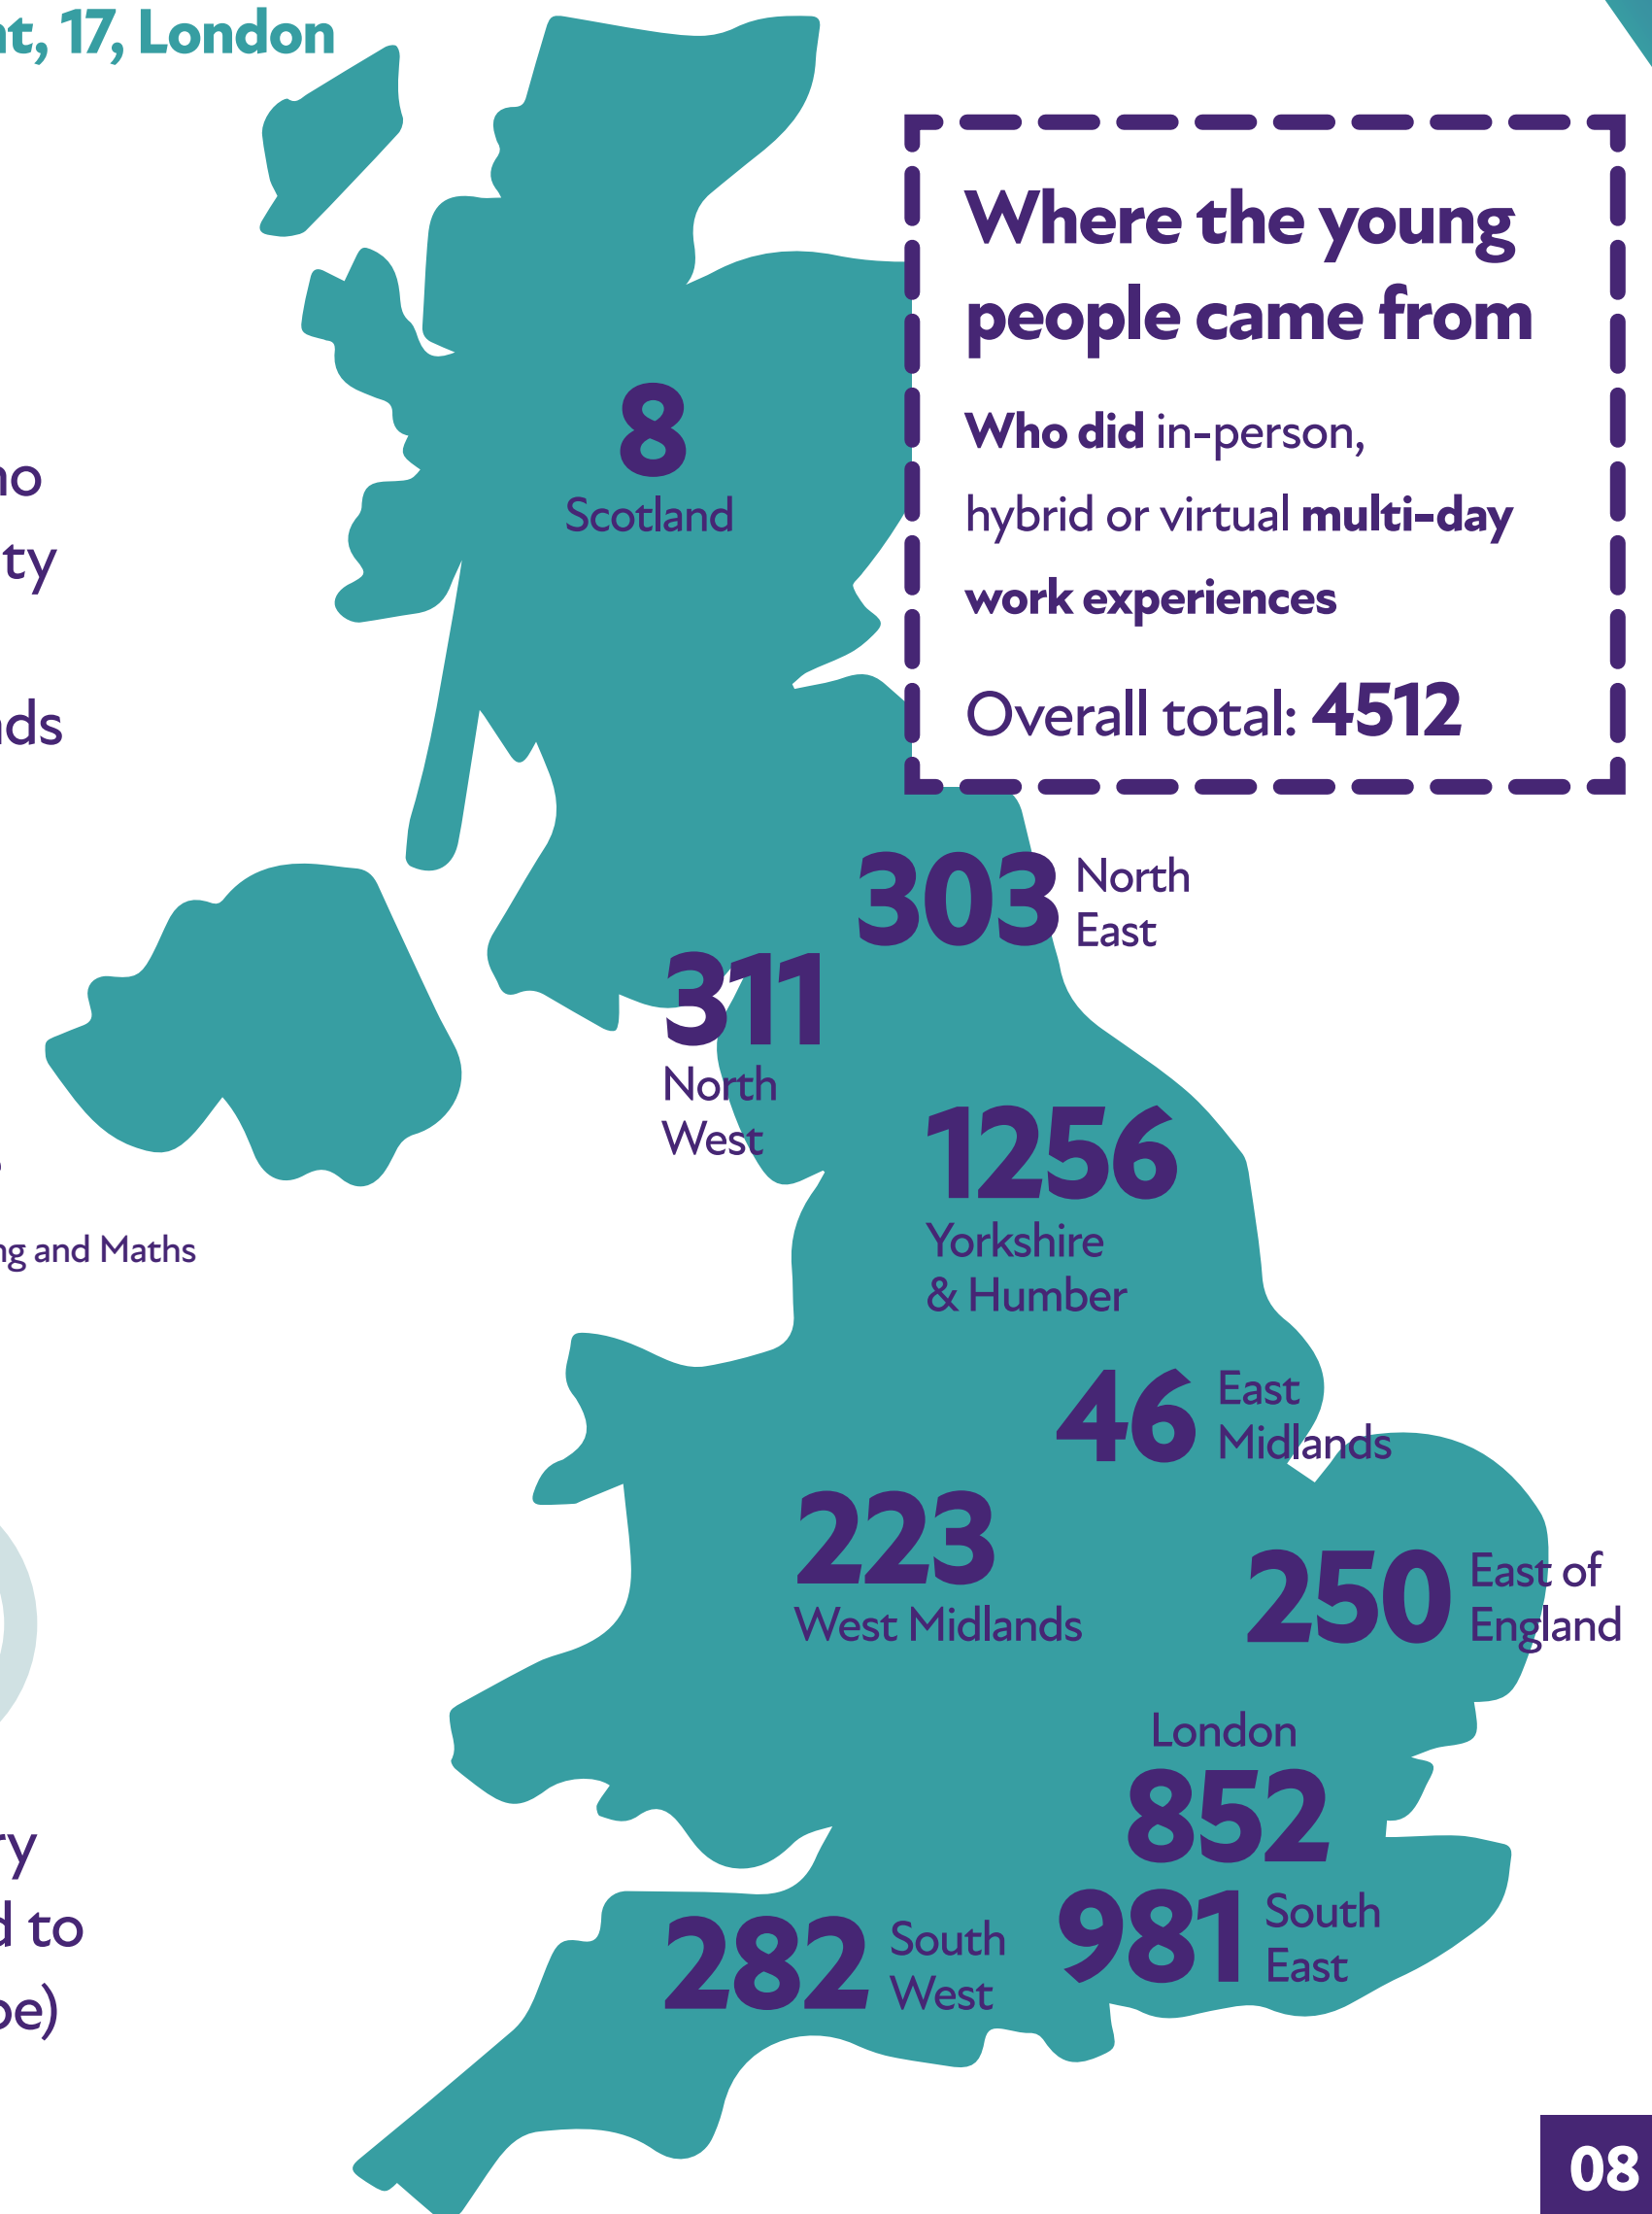 17, London
Where the young
people came from
Who did in-person,
hybrid or virtual multi-day
work experiences
Overall total: 4512
8
Scotland
303 North
East
311
North
West
1256
Yorkshire
& Humber
and Maths
46 East
Midlands
223
West Midlands
250 East of
England
London
852
981 South
East
282 South
West
to
08